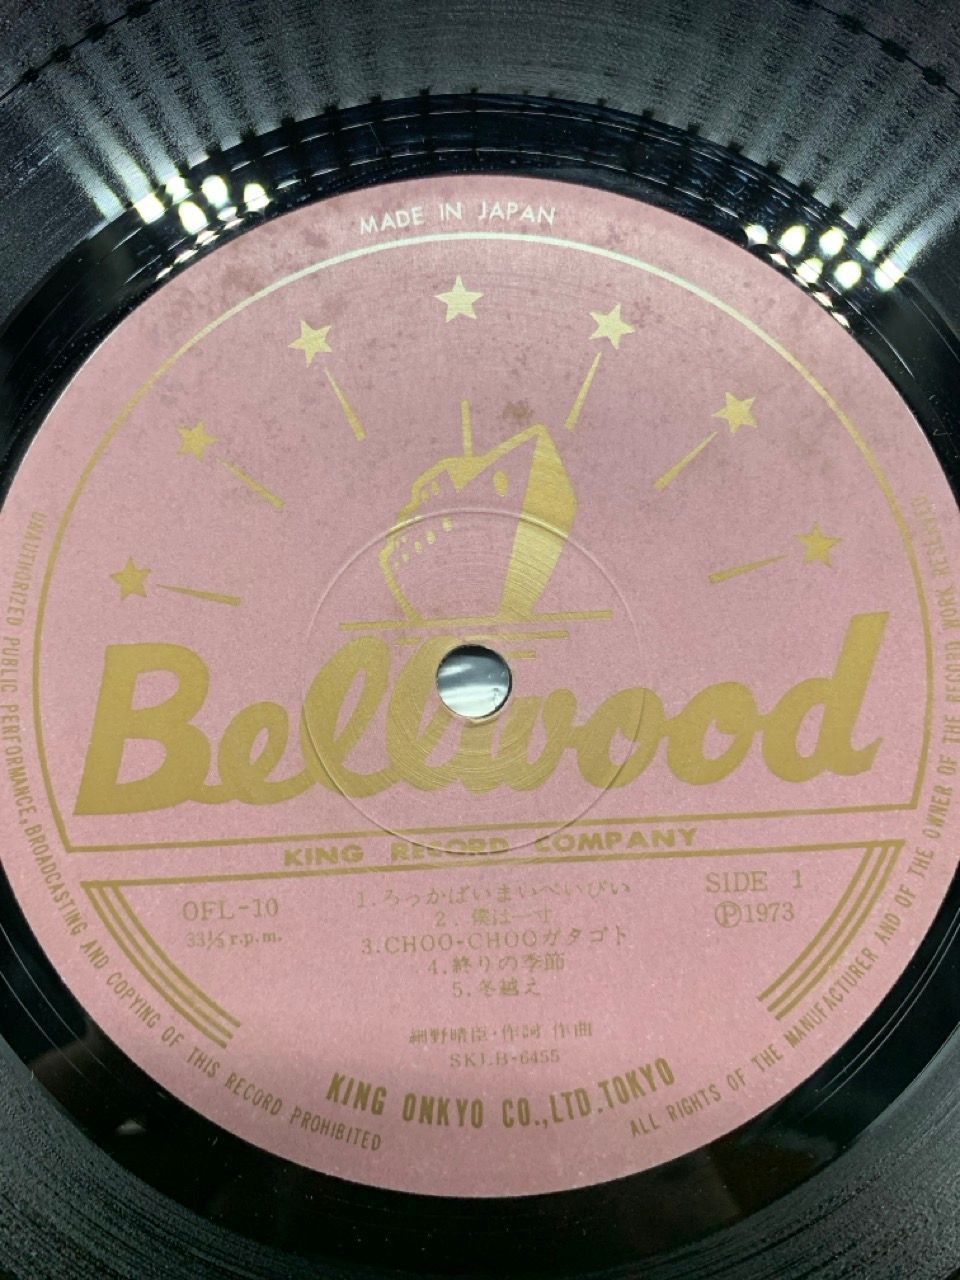 MADE IN JAPAN
Bellwood
KING RECORD COMPANY
OFL-10
33⅓ r.p.m.
SIDE 1
Ⓟ1973
1.ろっかばいまいべいびい
2.僕は一寸
3.CHOO-CHOOガタゴト
4.終りの季節
5.冬越え
細野晴臣・作詞 作曲
SKLB-6455
KING ONKYO CO.,LTD.TOKYO
UNAUTHORIZED PUBLIC PERFORMANCE,BROADCASTING AND COPYING OF THIS RECORD PROHIBITED
ALL RIGHTS OF THE MANUFACTURER AND OF THE OWNER OF THE RECORD WORK RESERVED